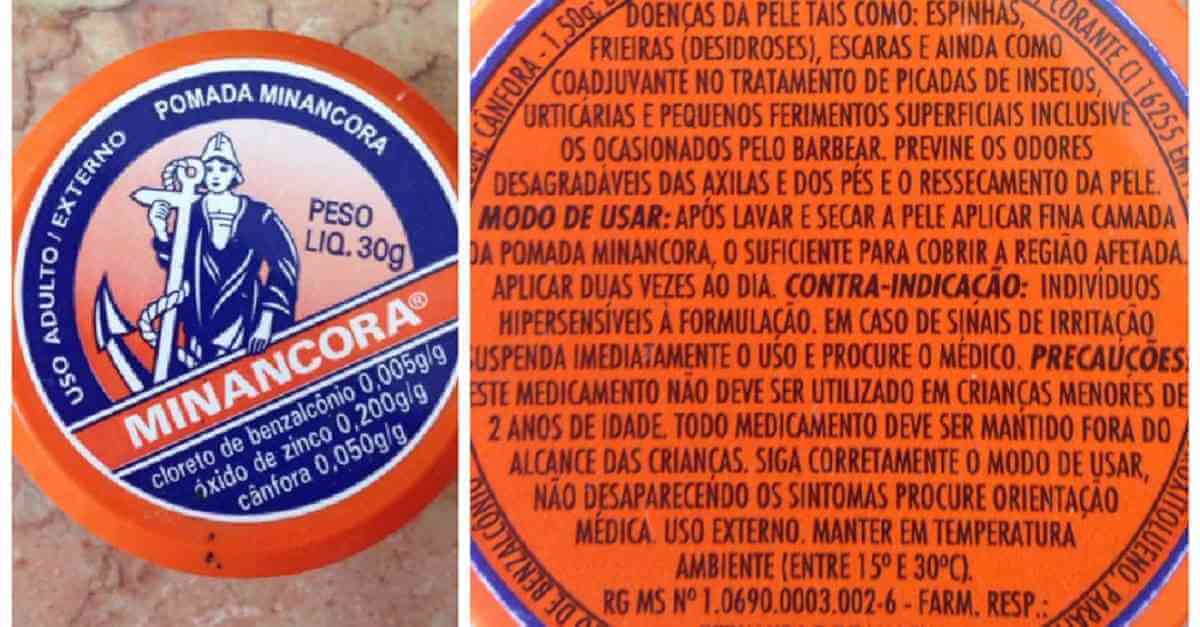 POMADA MINANCORA
USO ADULTO / EXTERNO
PESO
LIQ. 30g
MINANCORA®
cloreto de benzalcônio 0,005g/g
óxido de zinco 0,200g/g
cânfora 0,050g/g
DOENÇAS DA PELE TAIS COMO: ESPINHAS,
FRIEIRAS (DESIDROSES), ESCARAS E AINDA COMO
COADJUVANTE NO TRATAMENTO DE PICADAS DE INSETOS,
URTICÁRIAS E PEQUENOS FERIMENTOS SUPERFICIAIS INCLUSIVE
OS OCASIONADOS PELO BARBEAR. PREVINE OS ODORES
DESAGRADÁVEIS DAS AXILAS E DOS PÉS E O RESSECAMENTO DA PELE.
MODO DE USAR: APÓS LAVAR E SECAR A PELE APLICAR FINA CAMADA
DA POMADA MINANCORA, O SUFICIENTE PARA COBRIR A REGIÃO AFETADA.
APLICAR DUAS VEZES AO DIA. CONTRA-INDICAÇÃO: INDIVÍDUOS
HIPERSENSÍVEIS À FORMULAÇÃO. EM CASO DE SINAIS DE IRRITAÇÃO
SUSPENDA IMEDIATAMENTE O USO E PROCURE O MÉDICO. PRECAUÇÕES:
ESTE MEDICAMENTO NÃO DEVE SER UTILIZADO EM CRIANÇAS MENORES DE
2 ANOS DE IDADE. TODO MEDICAMENTO DEVE SER MANTIDO FORA DO
ALCANCE DAS CRIANÇAS. SIGA CORRETAMENTE O MODO DE USAR,
NÃO DESAPARECENDO OS SINTOMAS PROCURE ORIENTAÇÃO
MÉDICA. USO EXTERNO. MANTER EM TEMPERATURA
AMBIENTE (ENTRE 15º E 30ºC).
RG MS Nº 1.0690.0003.002-6 - FARM. RESP.:
DE BENZALCÔNIO
CÂNFORA - 1,50g;
CORANTE CI 16255 EM